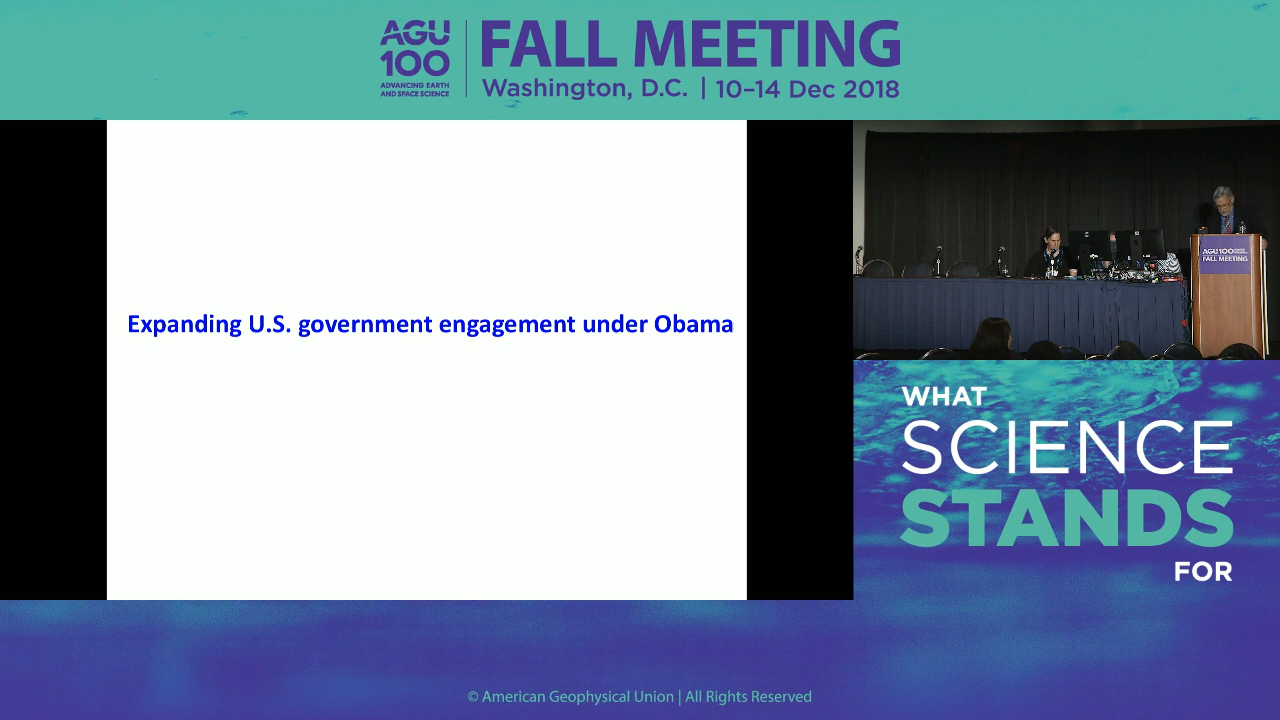 AGU
100
ADVANCING EARTH
AND SPACE SCIENCE
FALL MEETING
Washington, D.C. | 10–14 Dec 2018
Expanding U.S. government engagement under Obama
AGU100
FALL MEETING
WHAT
SCIENCE
STANDS
FOR
© American Geophysical Union | All Rights Reserved